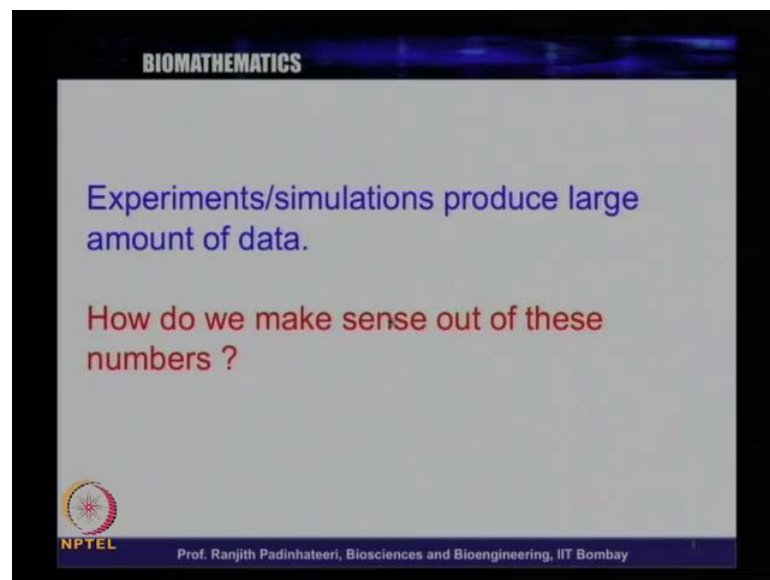 BIOMATHEMATICS
Experiments/simulations produce large
amount of data.
How do we make sense out of these
numbers ?
NPTEL
Prof. Ranjith Padinhateeri, Biosciences and Bioengineering, IIT Bombay
1